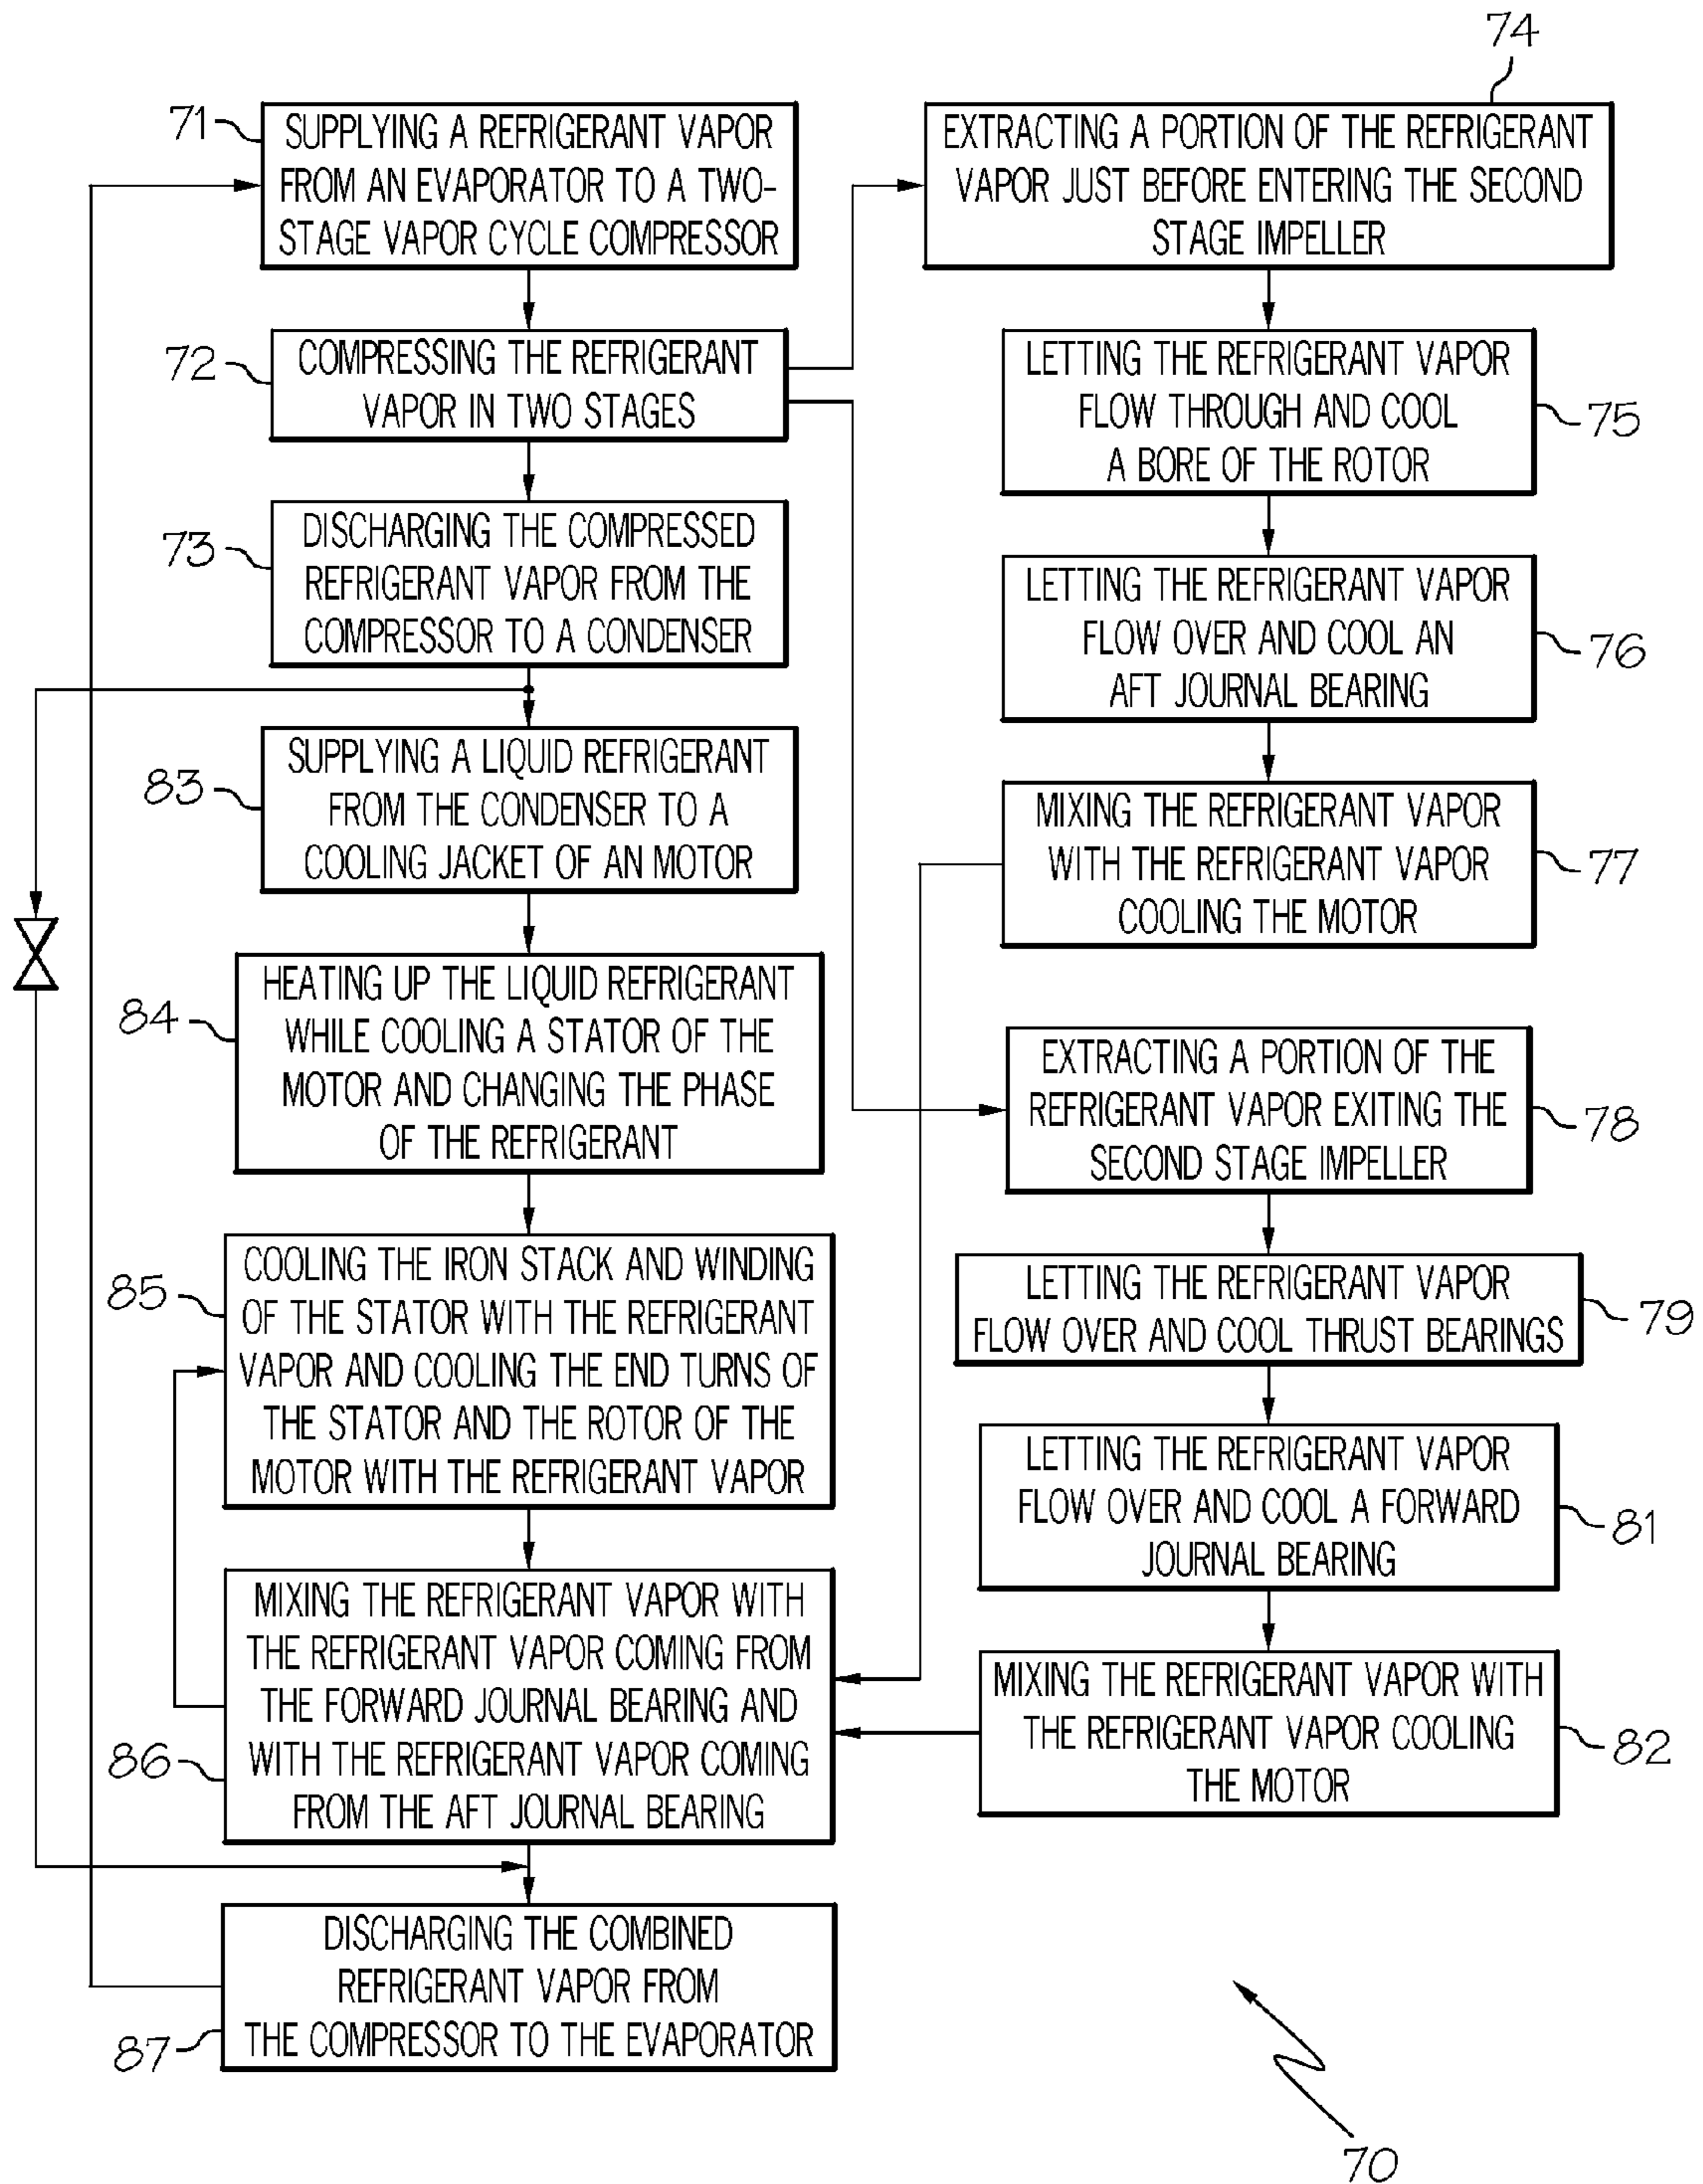 71
SUPPLYING A REFRIGERANT VAPOR
FROM AN EVAPORATOR TO A TWO-
STAGE VAPOR CYCLE COMPRESSOR
72
COMPRESSING THE REFRIGERANT
VAPOR IN TWO STAGES
73
DISCHARGING THE COMPRESSED
REFRIGERANT VAPOR FROM THE
COMPRESSOR TO A CONDENSER
83
SUPPLYING A LIQUID REFRIGERANT
FROM THE CONDENSER TO A
COOLING JACKET OF AN MOTOR
84
HEATING UP THE LIQUID REFRIGERANT
WHILE COOLING A STATOR OF THE
MOTOR AND CHANGING THE PHASE
OF THE REFRIGERANT
85
COOLING THE IRON STACK AND WINDING
OF THE STATOR WITH THE REFRIGERANT
VAPOR AND COOLING THE END TURNS OF
THE STATOR AND THE ROTOR OF THE
MOTOR WITH THE REFRIGERANT VAPOR
86
MIXING THE REFRIGERANT VAPOR WITH
THE REFRIGERANT VAPOR COMING FROM
THE FORWARD JOURNAL BEARING AND
WITH THE REFRIGERANT VAPOR COMING
FROM THE AFT JOURNAL BEARING
87
DISCHARGING THE COMBINED
REFRIGERANT VAPOR FROM
THE COMPRESSOR TO THE EVAPORATOR
74
EXTRACTING A PORTION OF THE REFRIGERANT
VAPOR JUST BEFORE ENTERING THE SECOND
STAGE IMPELLER
LETTING THE REFRIGERANT VAPOR
FLOW THROUGH AND COOL
A BORE OF THE ROTOR
75
LETTING THE REFRIGERANT VAPOR
FLOW OVER AND COOL AN
AFT JOURNAL BEARING
76
MIXING THE REFRIGERANT VAPOR
WITH THE REFRIGERANT VAPOR
COOLING THE MOTOR
77
EXTRACTING A PORTION OF THE
REFRIGERANT VAPOR EXITING THE
SECOND STAGE IMPELLER
78
LETTING THE REFRIGERANT VAPOR
FLOW OVER AND COOL THRUST BEARINGS
79
LETTING THE REFRIGERANT VAPOR
FLOW OVER AND COOL A FORWARD
JOURNAL BEARING
81
MIXING THE REFRIGERANT VAPOR WITH
THE REFRIGERANT VAPOR COOLING
THE MOTOR
82
70